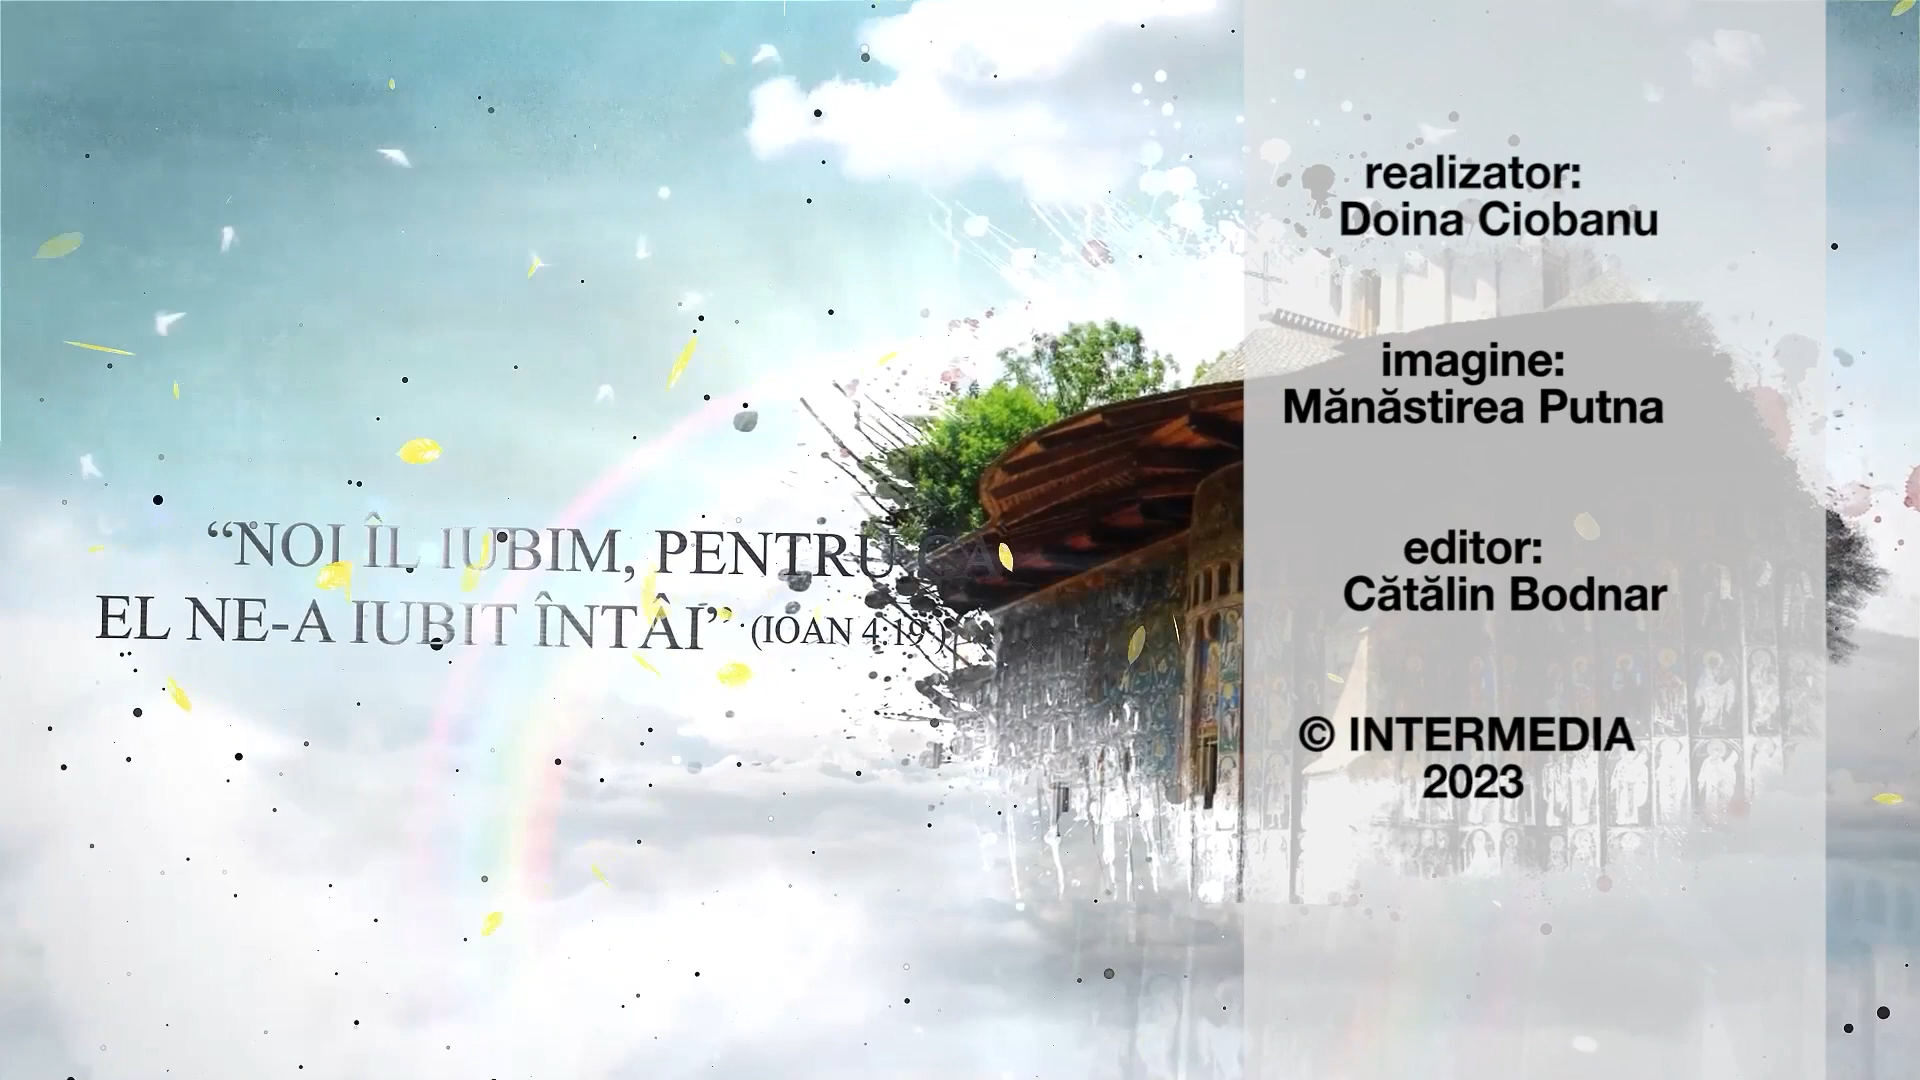 “NOI ÎL IUBIM, PENTRU CA
EL NE-A IUBIT ÎNTÂI” (IOAN 4:19 )
realizator:
Doina Ciobanu
imagine:
Mănăstirea Putna
editor:
Cătălin Bodnar
© INTERMEDIA
2023